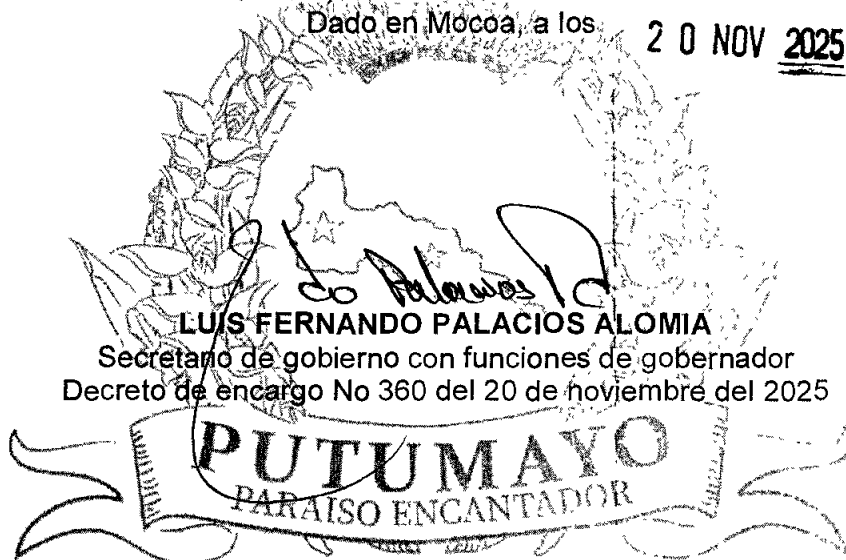 Dado en Mocoa, a los 20 NOV 2025
LUIS FERNANDO PALACIOS ALOMIA
Secretario de gobierno con funciones de gobernador
Decreto de encargo No 360 del 20 de noviembre del 2025
PUTUMAYO
PARAISO ENCANTADOR